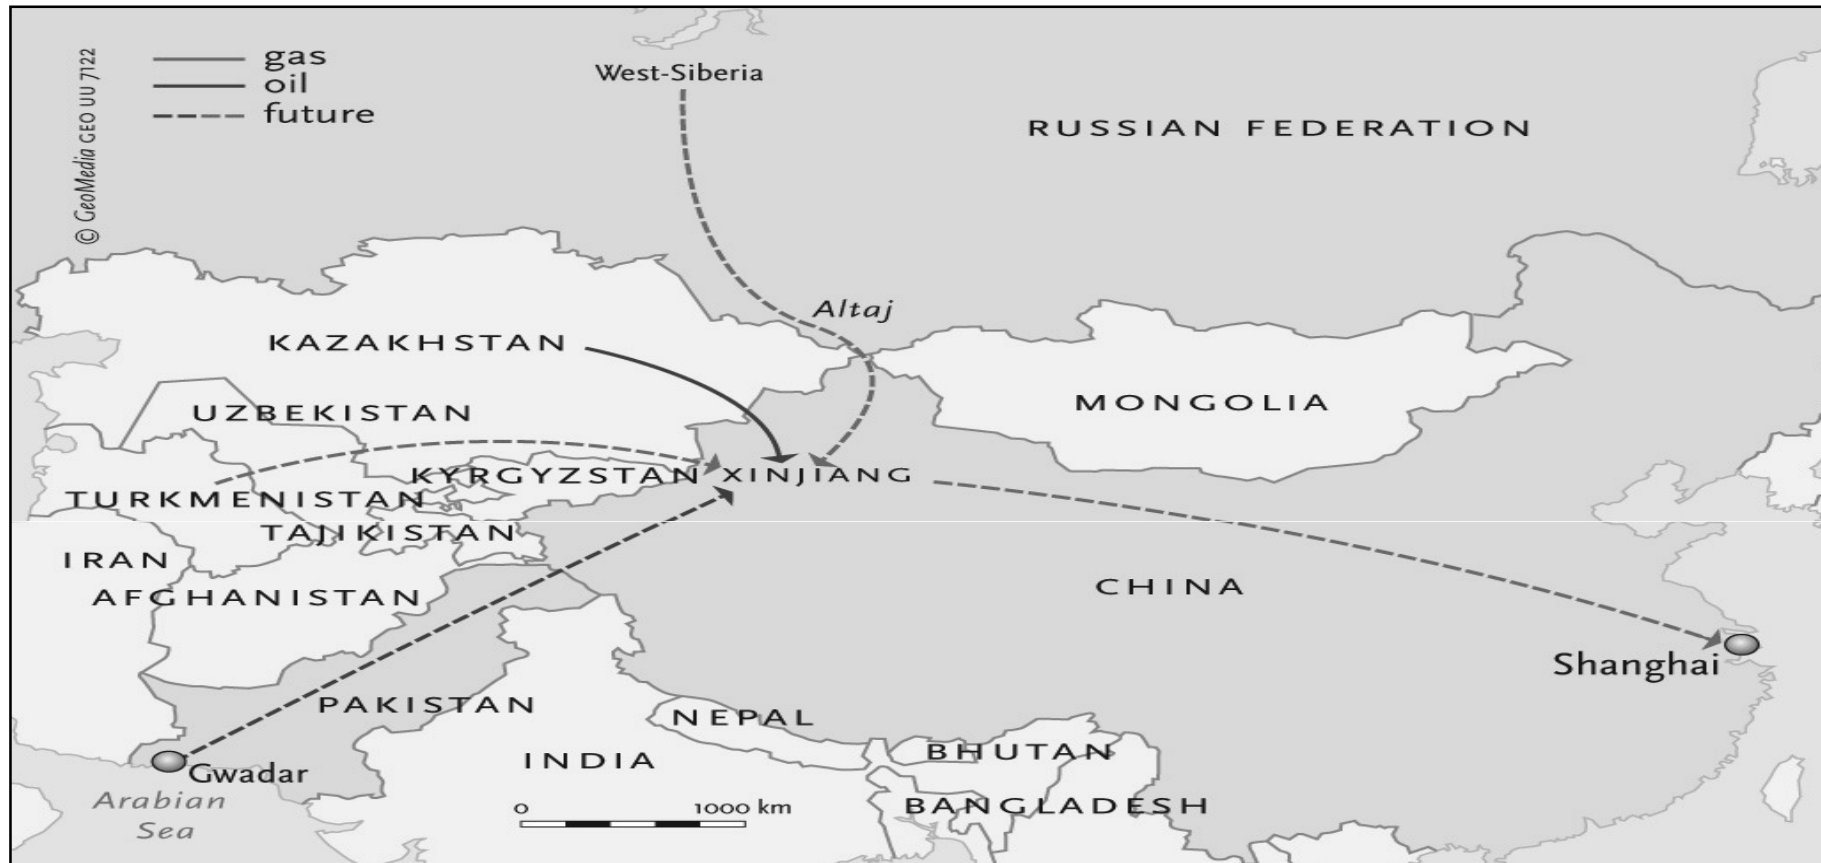 © GeoMedia GEO UU 7122
gas
oil
future
West-Siberia
RUSSIAN FEDERATION
Altaj
KAZAKHSTAN
MONGOLIA
UZBEKISTAN
KYRGYZSTAN
XINJIANG
TURKMENISTAN
TAJIKISTAN
IRAN
AFGHANISTAN
CHINA
Shanghai
PAKISTAN
NEPAL
BHUTAN
INDIA
Gwadar
Arabian
Sea
0 1000 km
BANGLADESH